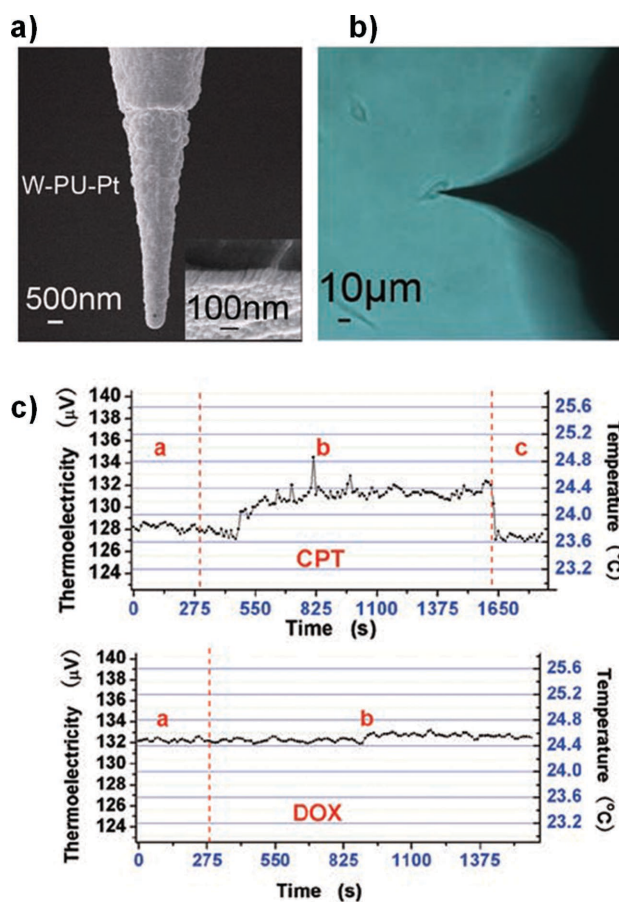 a)
b)
W-PU-Pt
500nm
100nm
10µm
c)
Thermoelectricity (µV)
140
138
136
134
132
130
128
126
124
a
b
c
CPT
25.6
25.2
24.8
24.4
24.0
23.6
23.2
Temperature (°C)
0 275 550 825 1100 1375 1650
Time (s)
Thermoelectricity (µV)
140
138
136
134
132
130
128
126
124
a
b
DOX
25.6
25.2
24.8
24.4
24.0
23.6
23.2
Temperature (°C)
0 275 550 825 1100 1375
Time (s)